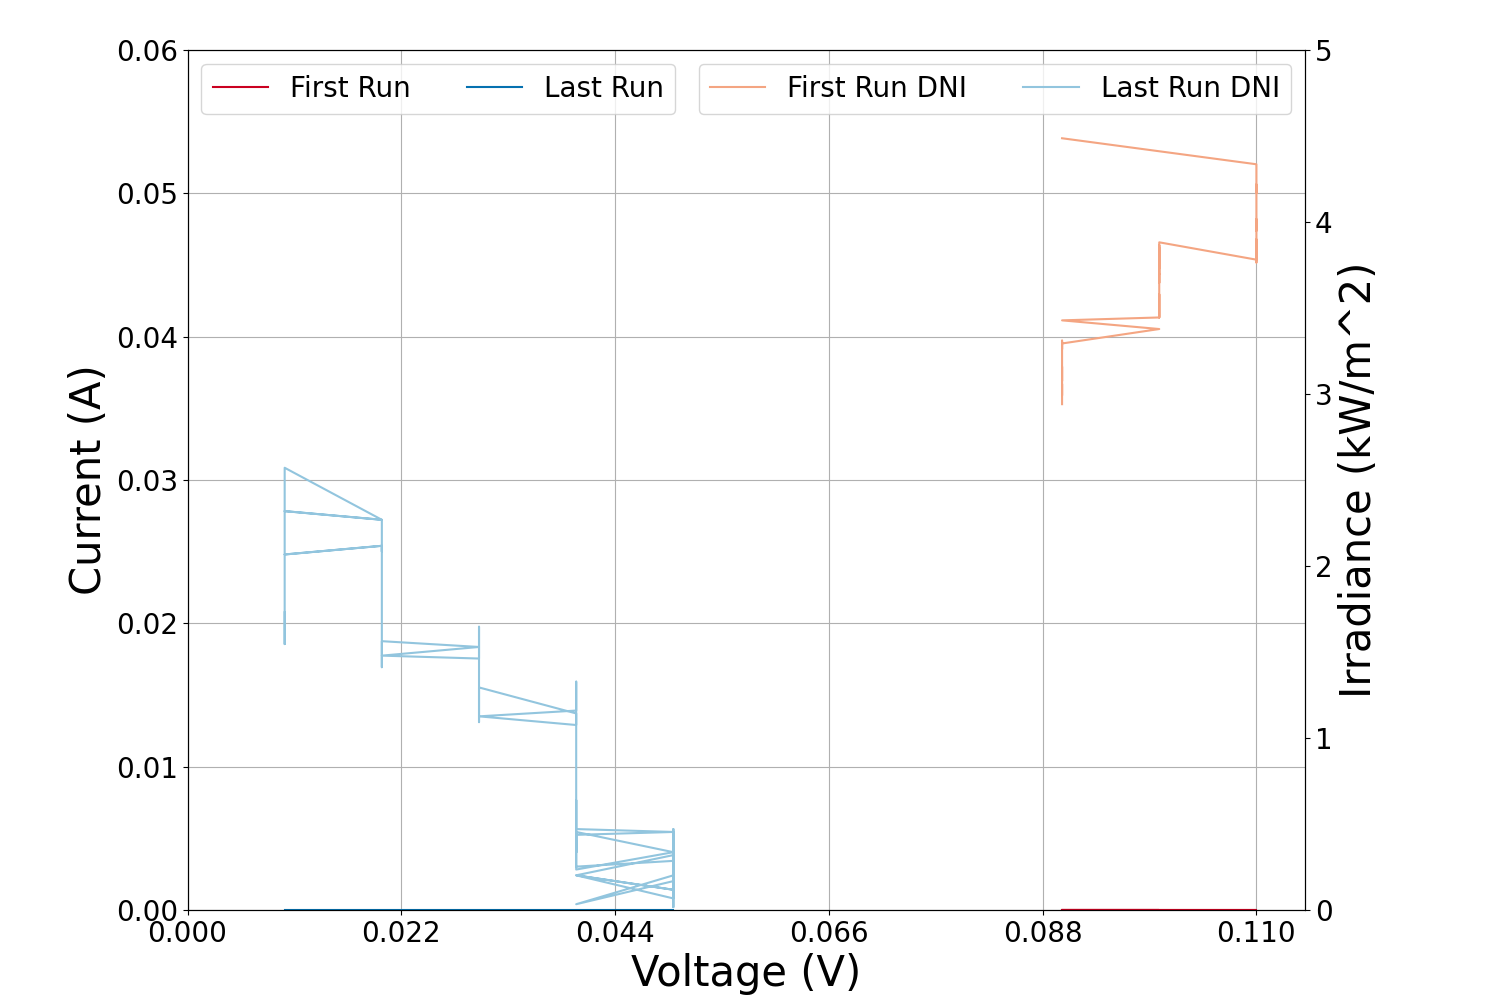 First Run
Last Run
First Run DNI
Last Run DNI
0.06
0.05
0.04
0.03
0.02
0.01
0.00
Current (A)
5
4
3
2
1
0
Irradiance (kW/m^2)
0.000
0.022
0.044
0.066
0.088
0.110
Voltage (V)